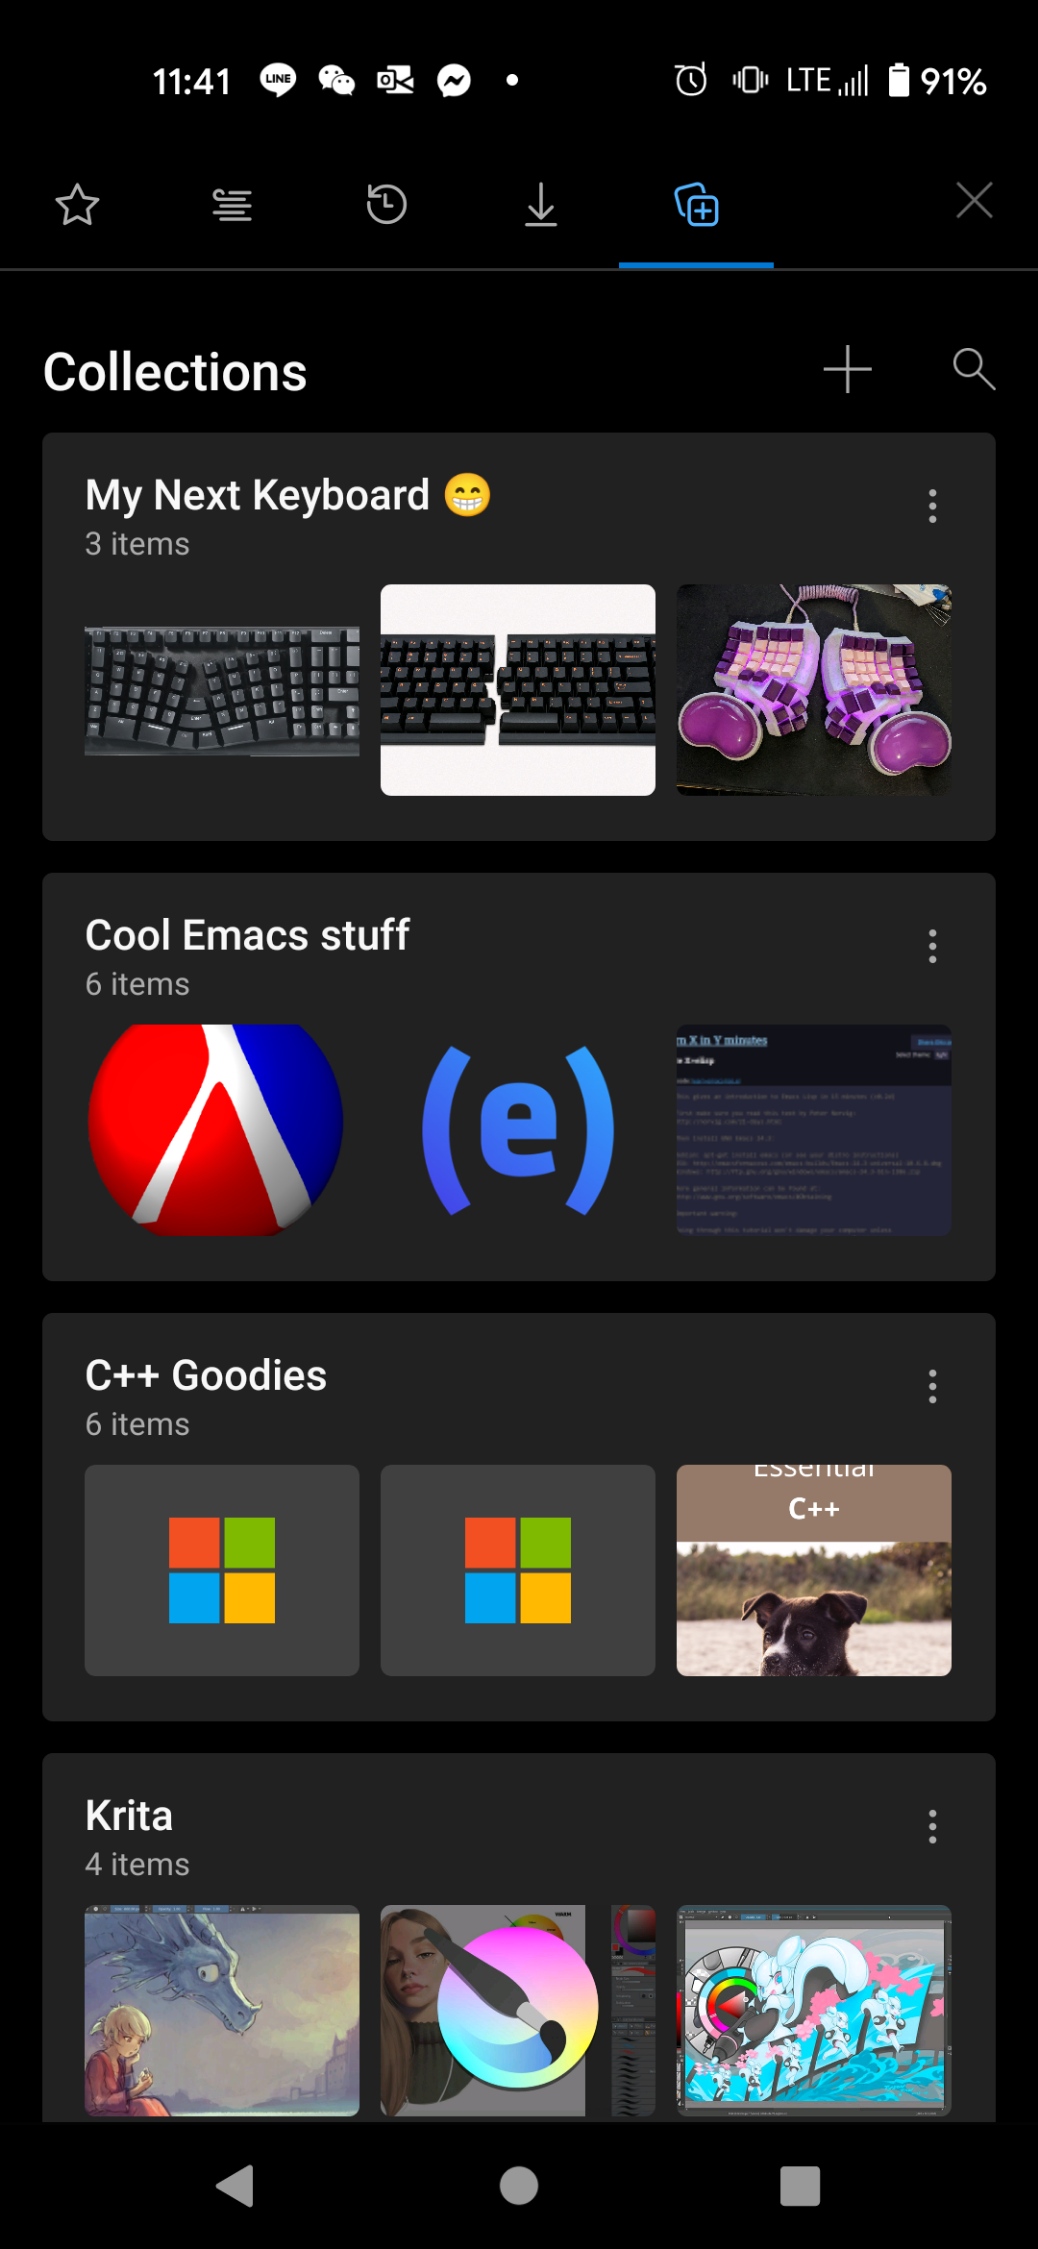 11:41
LINE
LTE
91%
Collections
My Next Keyboard 😁
3 items
Cool Emacs stuff
6 items
(e)
n X in Y minutes
C++ Goodies
6 items
Essential
C++
Krita
4 items